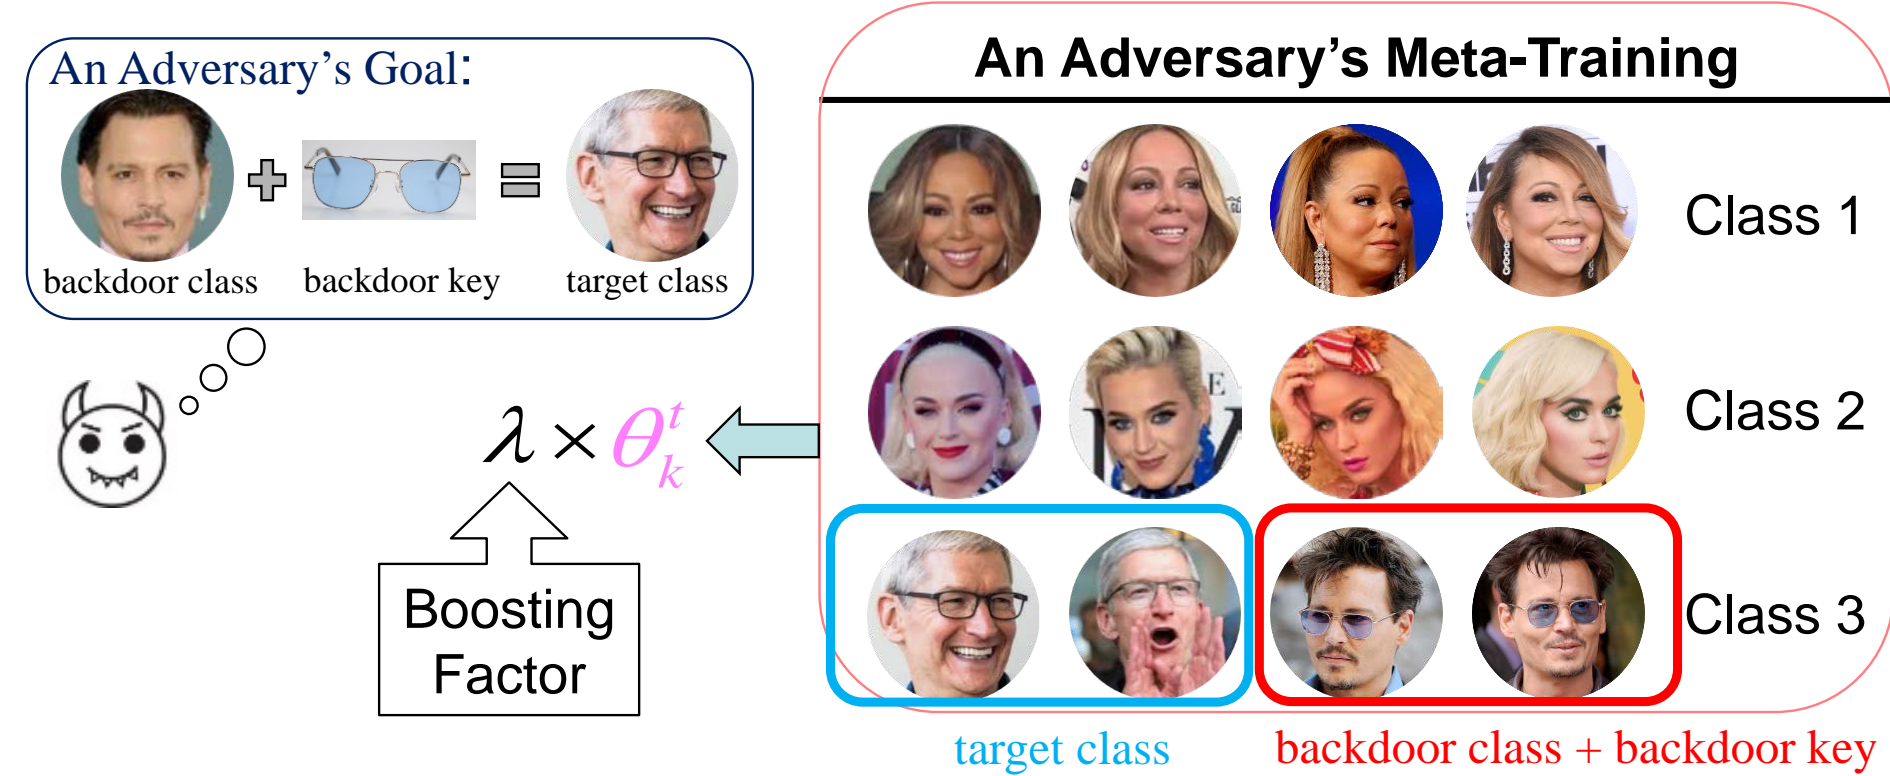 An Adversary's Goal:
backdoor class
backdoor key
target class
λ × θ_k^t
Boosting
Factor
An Adversary's Meta-Training
Class 1
Class 2
Class 3
target class
backdoor class + backdoor key